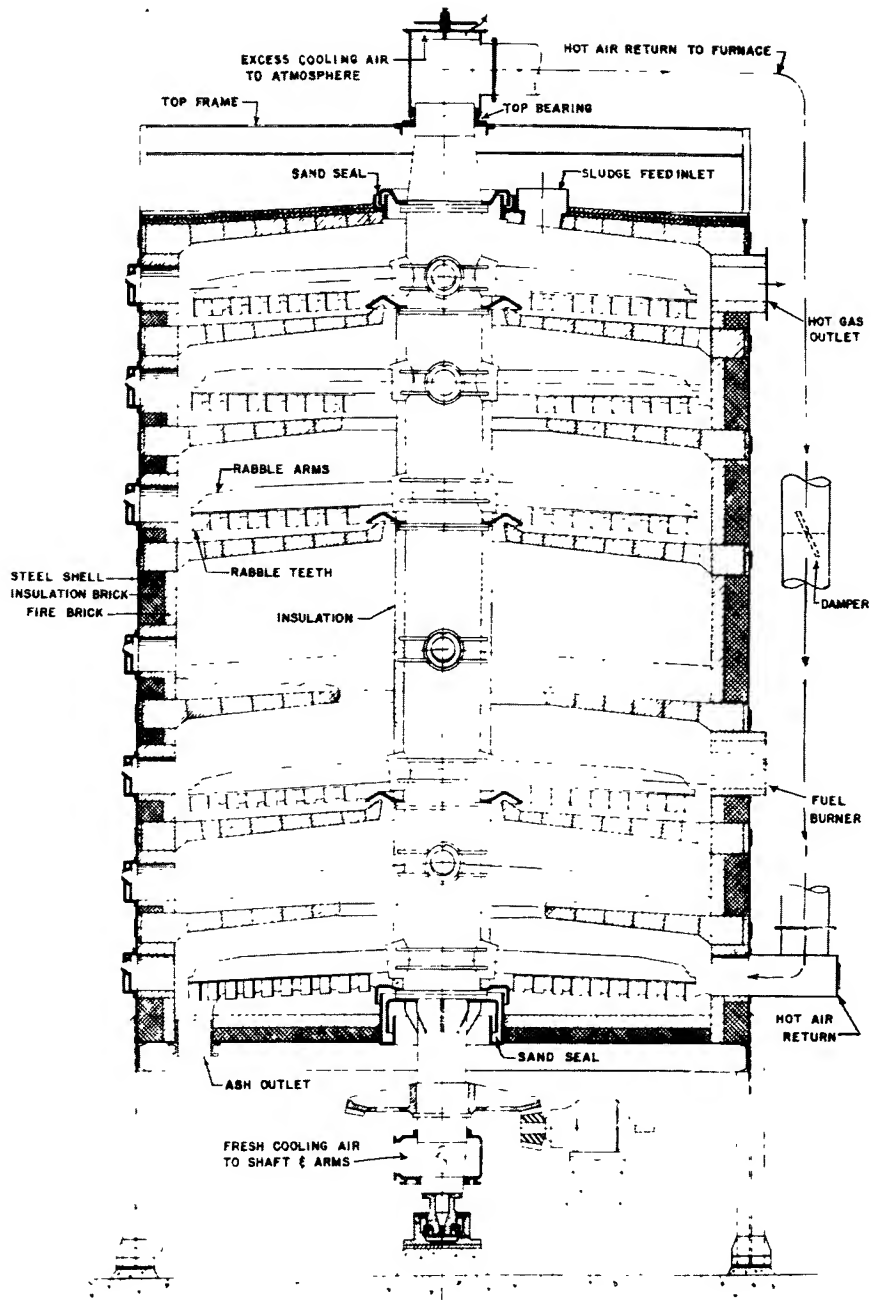 EXCESS COOLING AIR
TO ATMOSPHERE
HOT AIR RETURN TO FURNACE
TOP FRAME
TOP BEARING
SAND SEAL
SLUDGE FEED INLET
HOT GAS
OUTLET
RABBLE ARMS
RABBLE TEETH
STEEL SHELL
INSULATION BRICK
FIRE BRICK
INSULATION
DAMPER
FUEL
BURNER
HOT AIR
RETURN
SAND SEAL
ASH OUTLET
FRESH COOLING AIR
TO SHAFT & ARMS